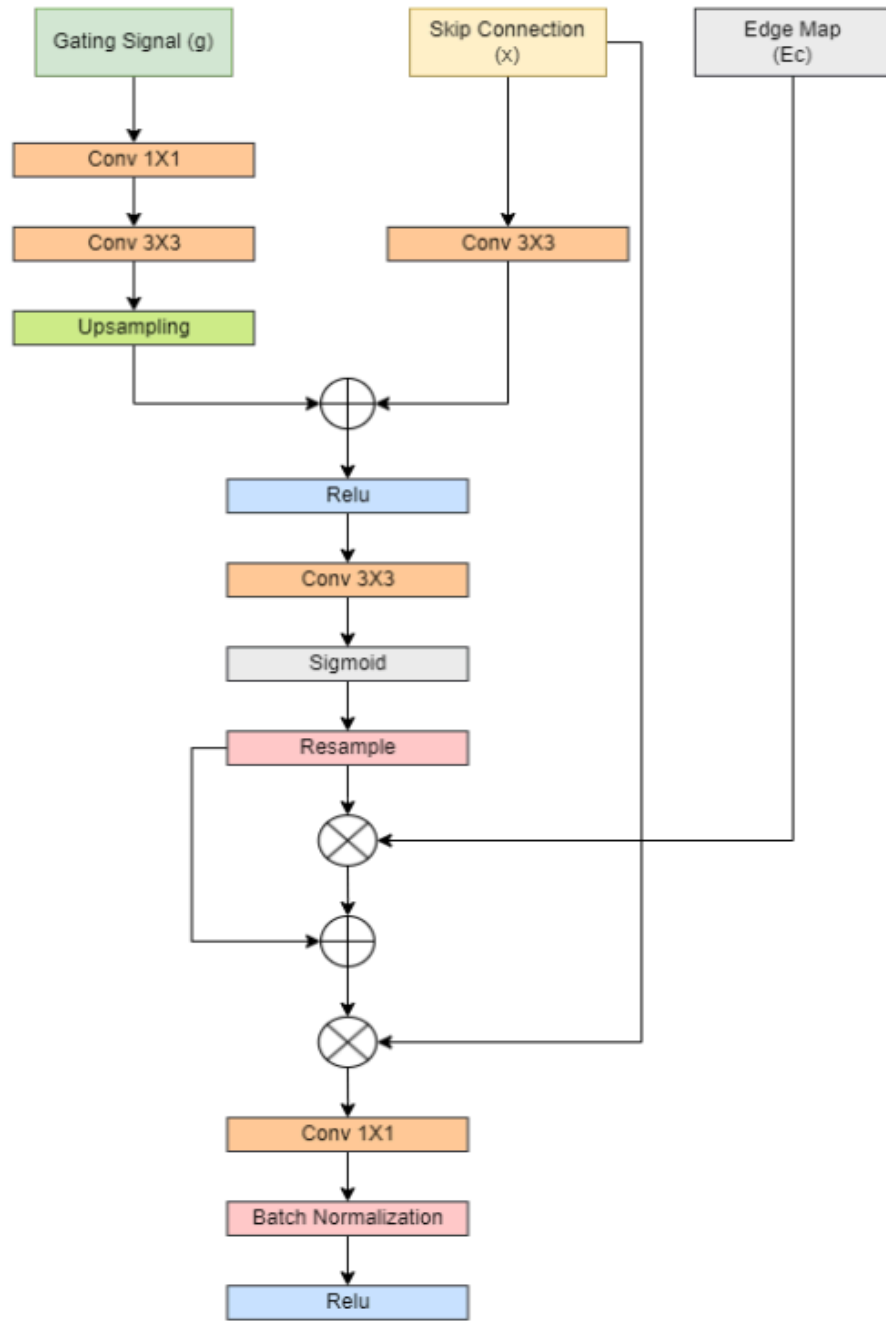 Gating Signal (g)
Skip Connection
(x)
Edge Map
(Ec)
Conv 1X1
Conv 3X3
Conv 3X3
Upsampling
Relu
Conv 3X3
Sigmoid
Resample
Conv 1X1
Batch Normalization
Relu